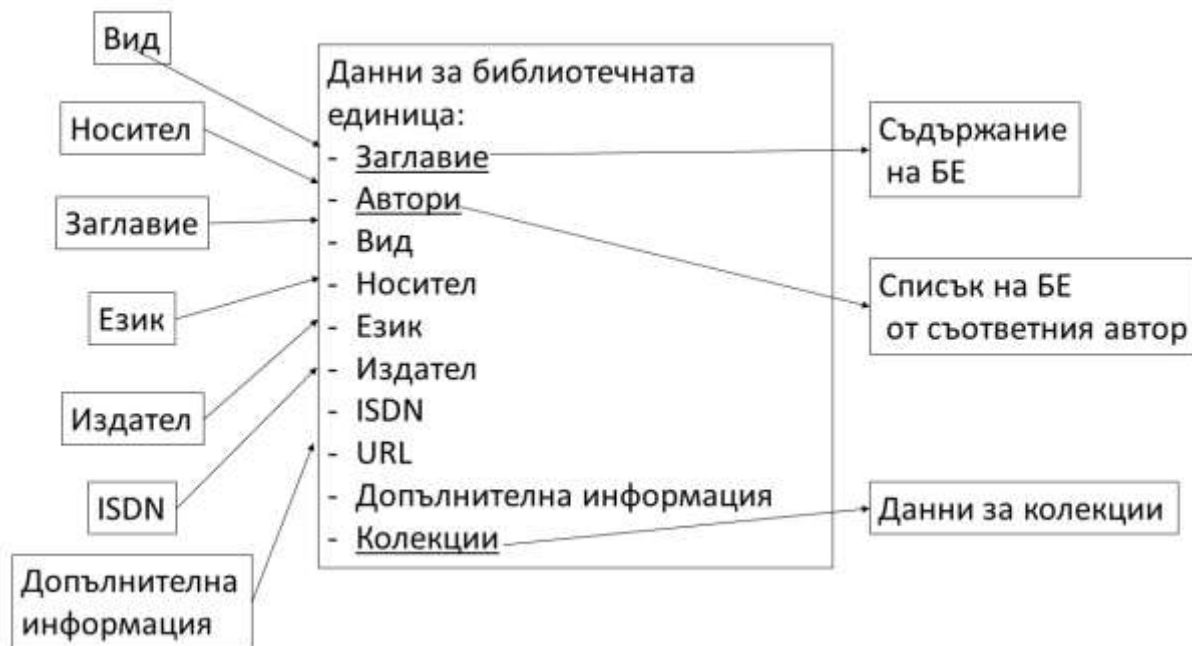 Вид
Носител
Заглавие
Език
Издател
ISDN
Допълнителна
информация
Данни за библиотечната
единица:
- Заглавие
- Автори
- Вид
- Носител
- Език
- Издател
- ISDN
- URL
- Допълнителна информация
- Колекции
Съдържание
на БЕ
Списък на БЕ
от съответния автор
Данни за колекции